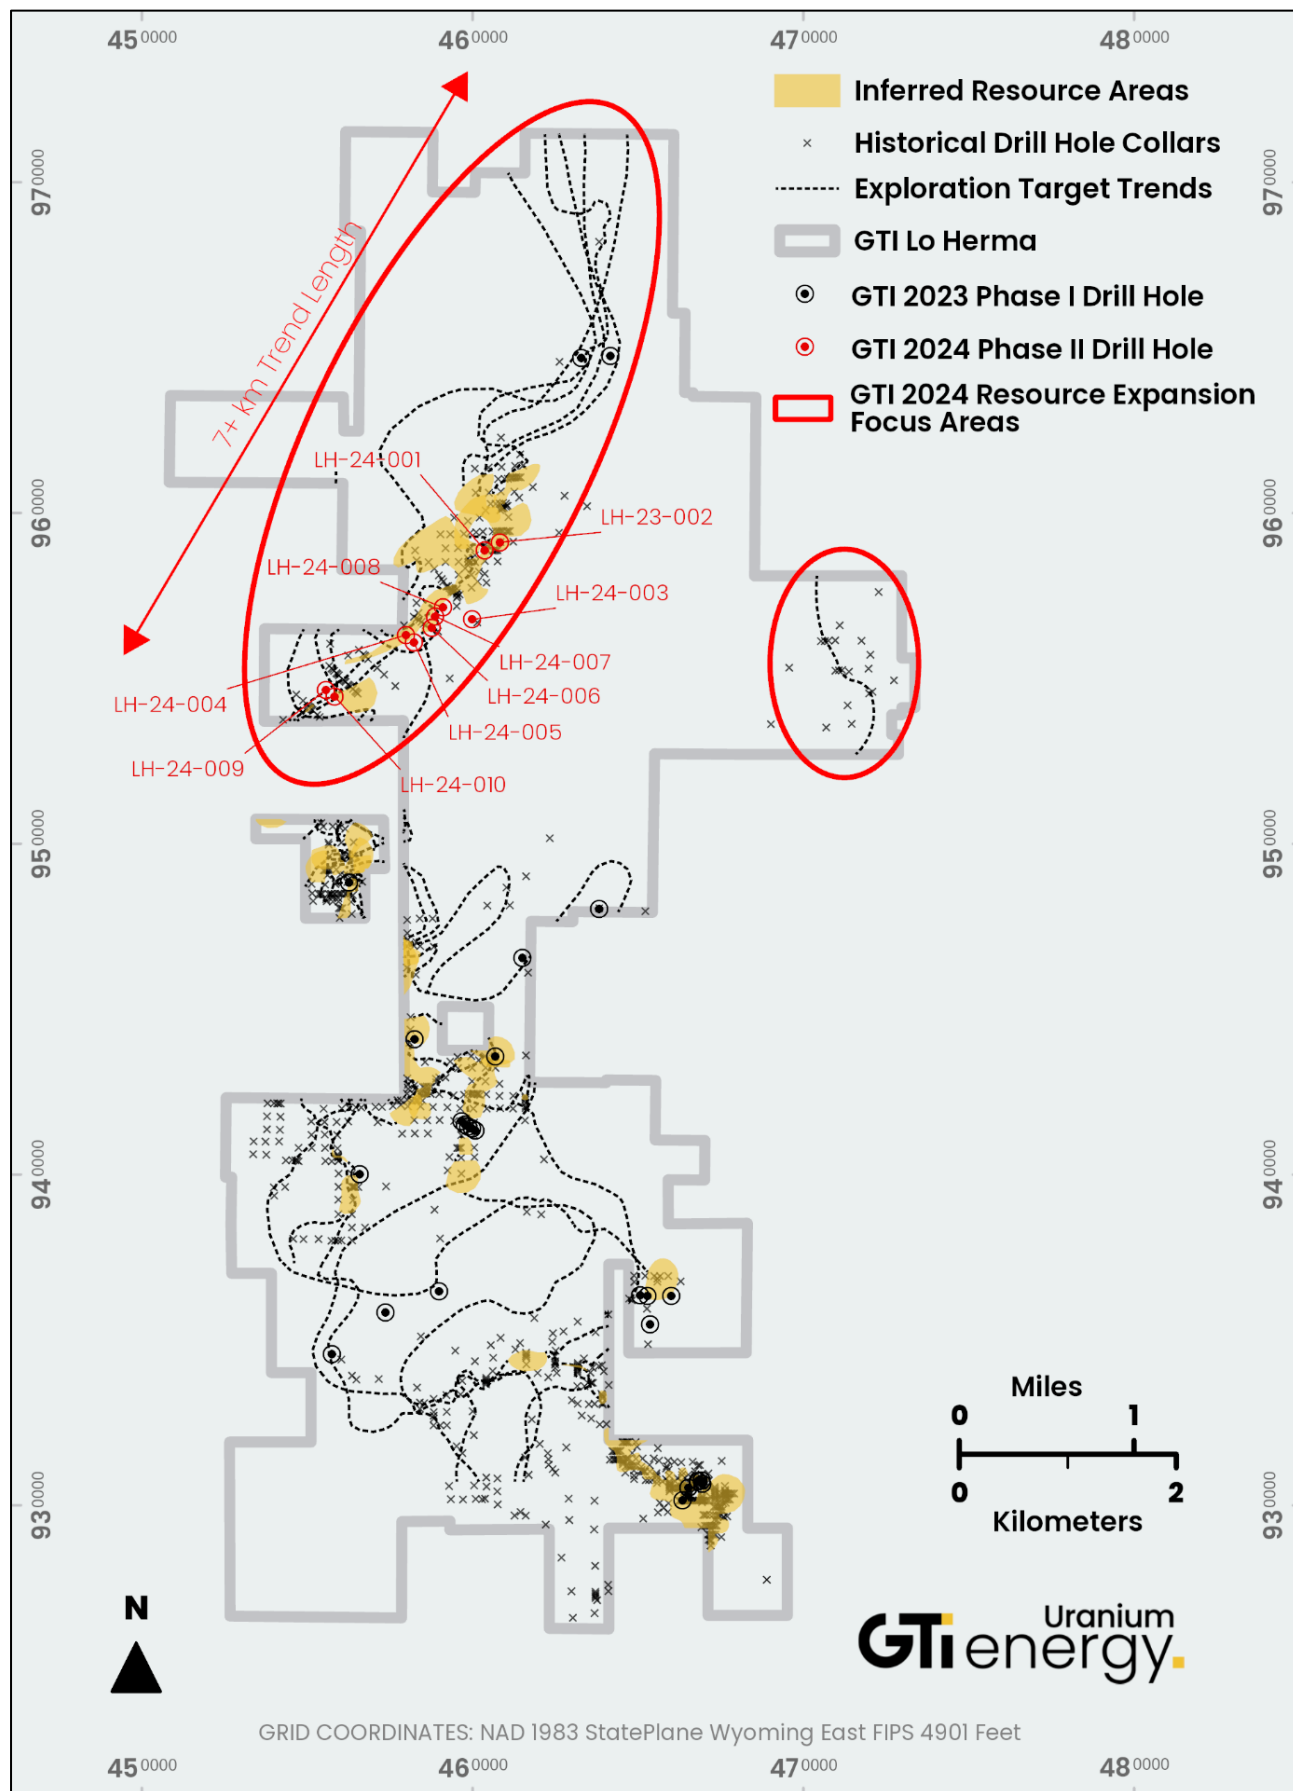 450000 460000 470000 480000
Inferred Resource Areas
Historical Drill Hole Collars
Exploration Target Trends
GTI Lo Herma
GTI 2023 Phase I Drill Hole
GTI 2024 Phase II Drill Hole
GTI 2024 Resource Expansion
Focus Areas
970000
970000
7+ km Trend Length
LH-24-001
960000
960000
LH-23-002
LH-24-008
LH-24-003
LH-24-007
LH-24-006
LH-24-004
LH-24-005
LH-24-009
LH-24-010
950000
950000
940000
940000
Miles
0 1
0 2
Kilometers
930000
930000
N
GTi energy.
Uranium
GRID COORDINATES: NAD 1983 StatePlane Wyoming East FIPS 4901 Feet
450000 460000 470000 480000